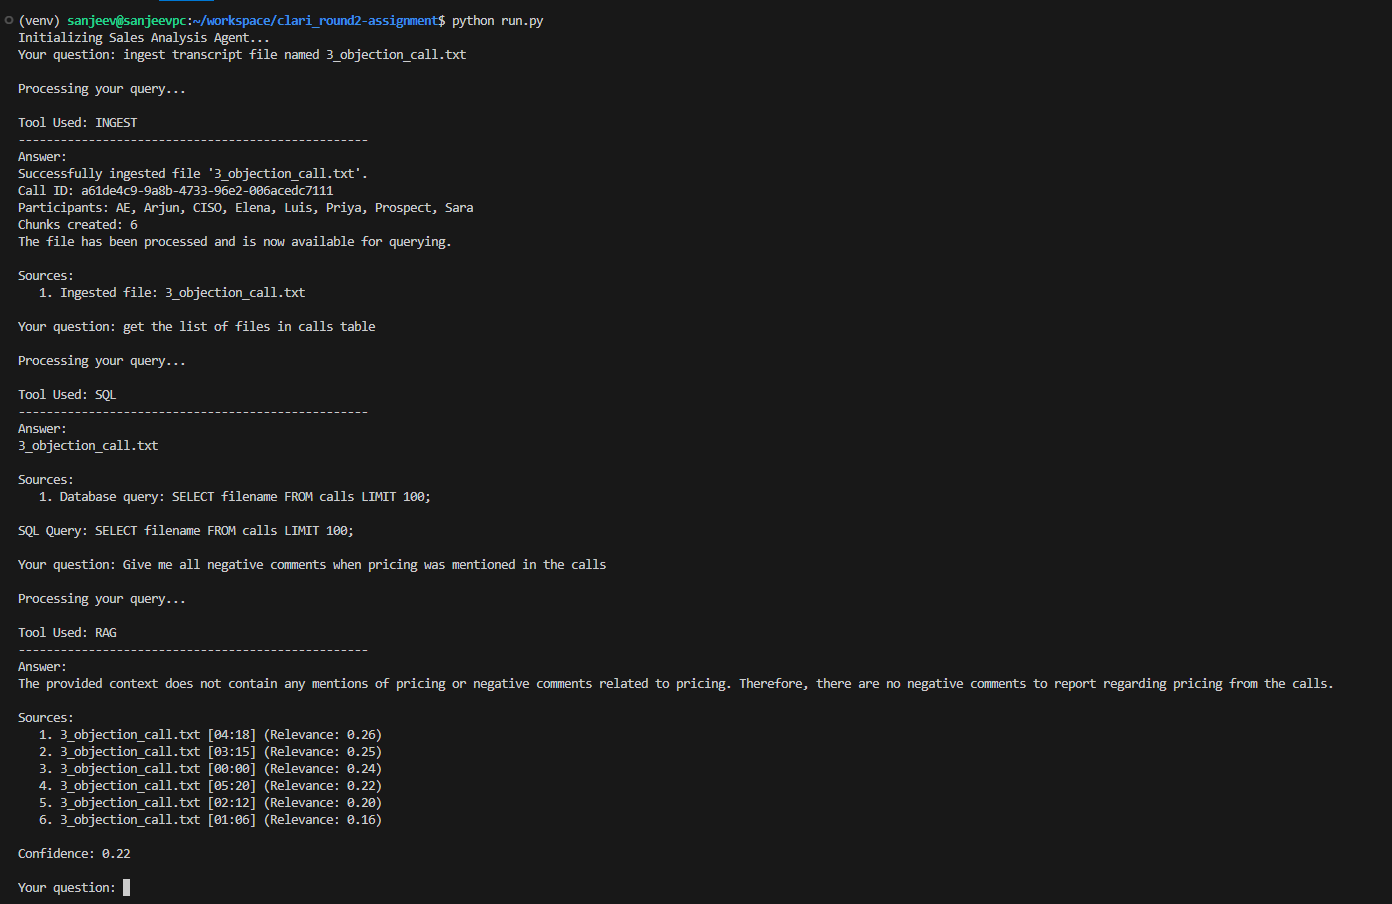 (venv) sanjeev@sanjeevpc:~/workspace/clari_round2-assignment$ python run.py
Initializing Sales Analysis Agent...
Your question: ingest transcript file named 3_objection_call.txt
Processing your query...
Tool Used: INGEST
--------------------------------------------------
Answer:
Successfully ingested file '3_objection_call.txt'.
Call ID: a61de4c9-9a8b-4733-96e2-006acedc7111
Participants: AE, Arjun, CISO, Elena, Luis, Priya, Prospect, Sara
Chunks created: 6
The file has been processed and is now available for querying.
Sources:
1. Ingested file: 3_objection_call.txt
Your question: get the list of files in calls table
Processing your query...
Tool Used: SQL
--------------------------------------------------
Answer:
3_objection_call.txt
Sources:
1. Database query: SELECT filename FROM calls LIMIT 100;
SQL Query: SELECT filename FROM calls LIMIT 100;
Your question: Give me all negative comments when pricing was mentioned in the calls
Processing your query...
Tool Used: RAG
--------------------------------------------------
Answer:
The provided context does not contain any mentions of pricing or negative comments related to pricing. Therefore, there are no negative comments to report regarding pricing from the calls.
Sources:
1. 3_objection_call.txt [04:18] (Relevance: 0.26)
2. 3_objection_call.txt [03:15] (Relevance: 0.25)
3. 3_objection_call.txt [00:00] (Relevance: 0.24)
4. 3_objection_call.txt [05:20] (Relevance: 0.22)
5. 3_objection_call.txt [02:12] (Relevance: 0.20)
6. 3_objection_call.txt [01:06] (Relevance: 0.16)
Confidence: 0.22
Your question: